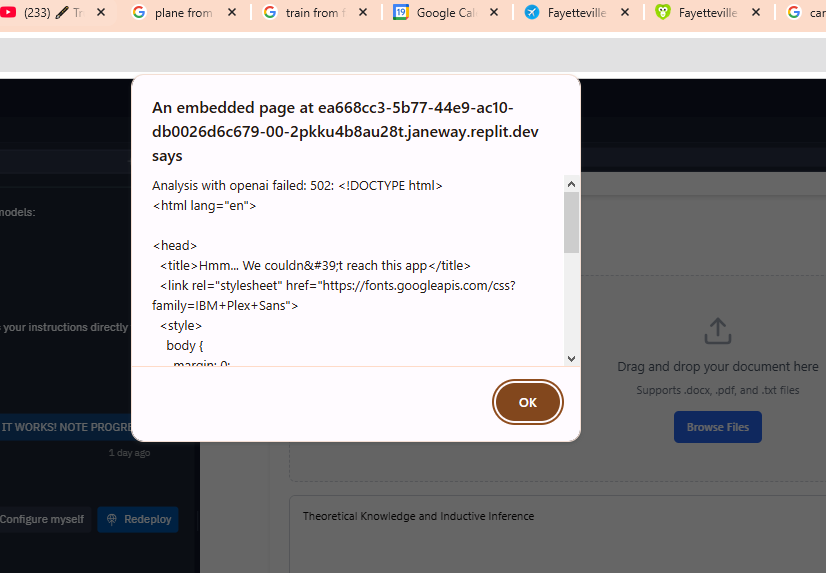 (233) Tr
plane from
train from f
Google Cal
Fayetteville
Fayetteville
car
An embedded page at ea668cc3-5b77-44e9-ac10-
db0026d6c679-00-2pkku4b8au28t.janeway.replit.dev
says
Analysis with openai failed: 502: <!DOCTYPE html>
<html lang="en">
<head>
<title>Hmm... We couldn&#39;t reach this app</title>
<link rel="stylesheet" href="https://fonts.googleapis.com/css?
family=IBM+Plex+Sans">
<style>
body {
margin: 0;
OK
models:
s your instructions directly
IT WORKS! NOTE PROGRE
1 day ago
Configure myself
Redeploy
Drag and drop your document here
Supports .docx, .pdf, and .txt files
Browse Files
Theoretical Knowledge and Inductive Inference